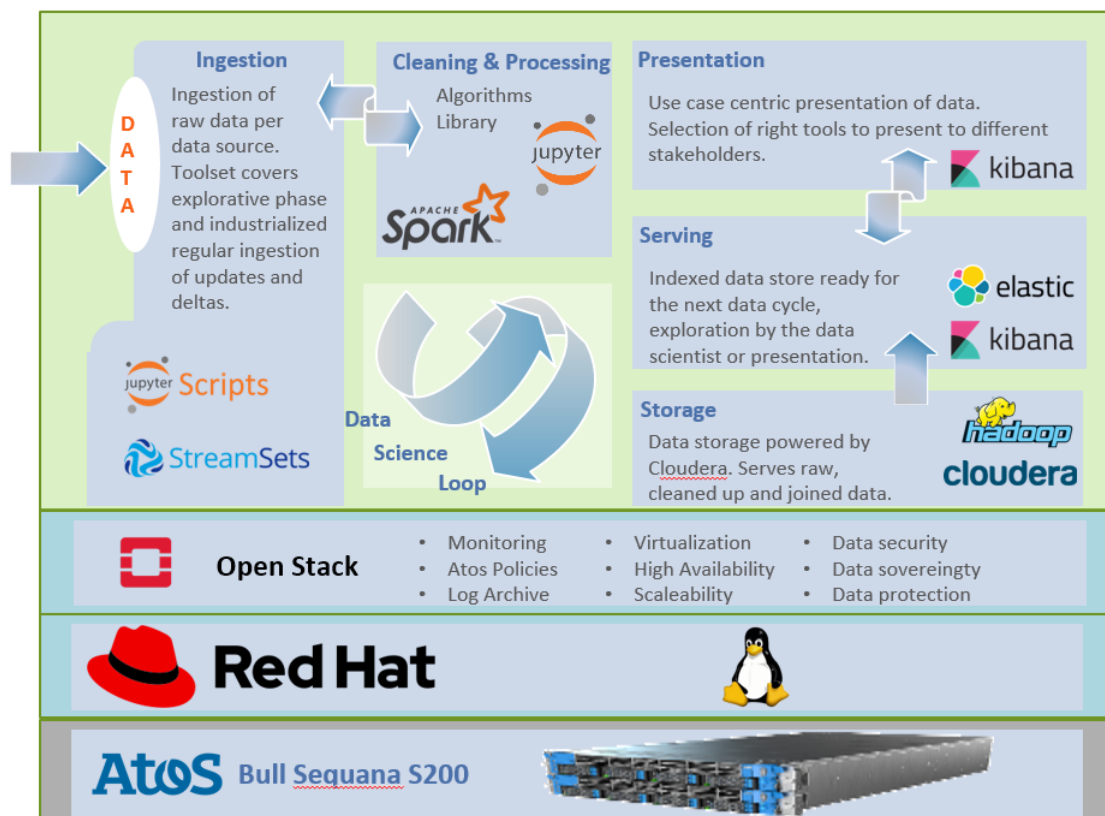 Ingestion
Ingestion of
raw data per
data source.
Toolset covers
explorative phase
and industrialized
regular ingestion
of updates and
deltas.
D
A
T
A
jupyter Scripts
StreamSets
Cleaning & Processing
Algorithms
Library
jupyter
APACHE
Spark™
Data
Science
Loop
Presentation
Use case centric presentation of data.
Selection of right tools to present to different
stakeholders.
kibana
Serving
Indexed data store ready for
the next data cycle,
exploration by the data
scientist or presentation.
elastic
kibana
Storage
Data storage powered by
Cloudera. Serves raw,
cleaned up and joined data.
hadoop
cloudera
Open Stack
• Monitoring
• Atos Policies
• Log Archive
• Virtualization
• High Availability
• Scaleability
• Data security
• Data sovereingty
• Data protection
Red Hat
Atos Bull Sequana S200